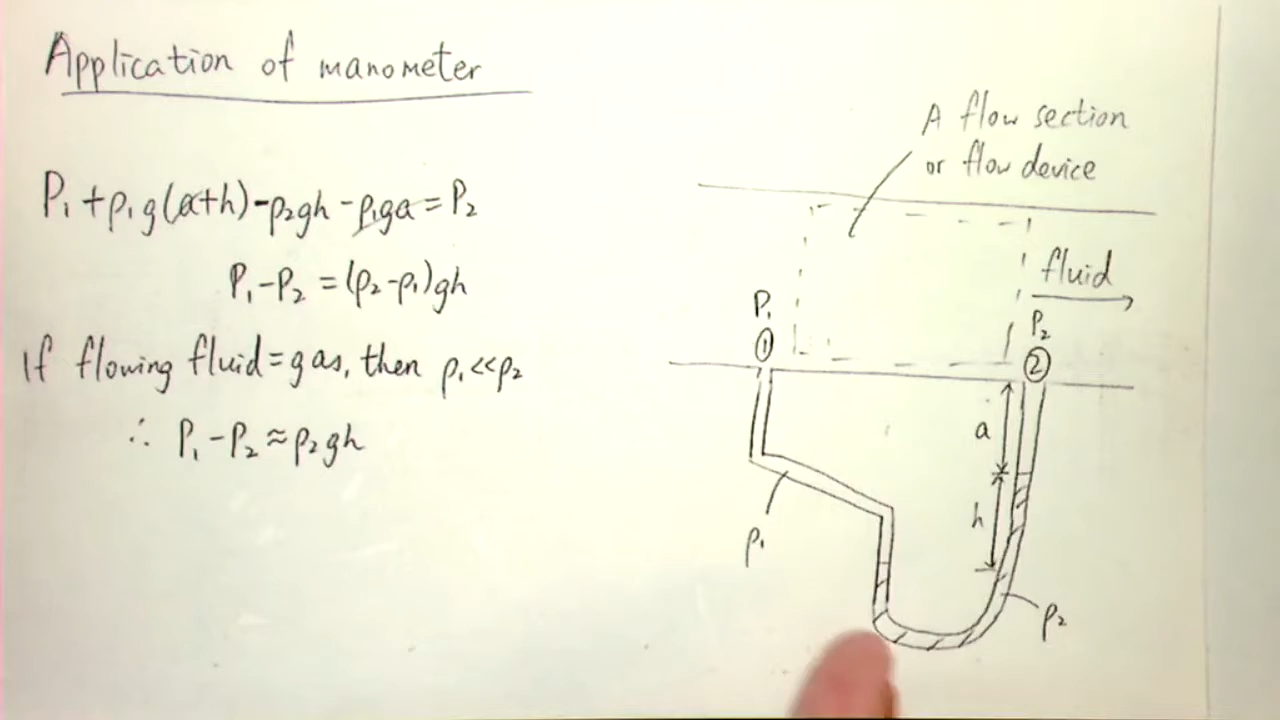 Application of manometer
P₁+ρ₁g(a+h)-ρ₂gh-ρ₁ga=P₂
P₁-P₂=(ρ₂-ρ₁)gh
If flowing fluid=gas, then ρ₁<<ρ₂
∴ P₁-P₂≈ρ₂gh
A flow section
or flow device
fluid
P₁
①
P₂
②
a
h
ρ₁
ρ₂